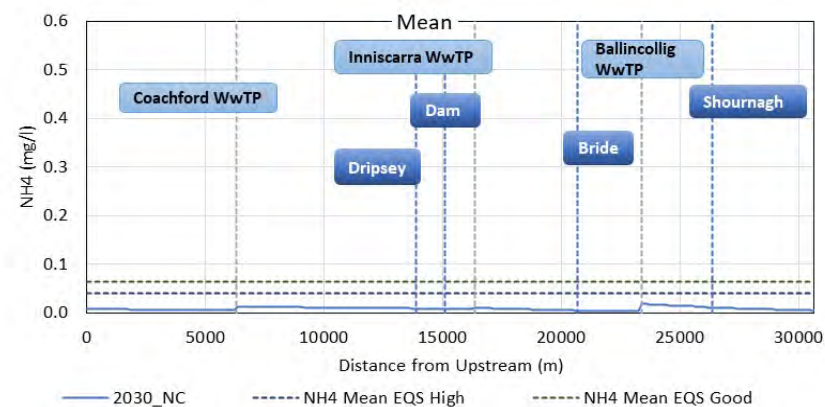 Mean
NH4 (mg/l)
0.6
0.5
0.4
0.3
0.2
0.1
0.0
Coachford WwTP
Inniscarra WwTP
Dam
Dripsey
Ballincollig
WwTP
Bride
Shournagh
0 5000 10000 15000 20000 25000 30000
Distance from Upstream (m)
2030_NC NH4 Mean EQS High NH4 Mean EQS Good